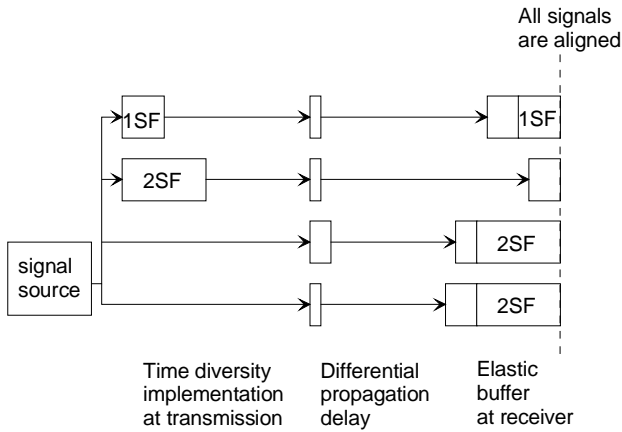 All signals
are aligned
1SF
1SF
2SF
2SF
signal
source
2SF
Time diversity
implementation
at transmission
Differential
propagation
delay
Elastic
buffer
at receiver